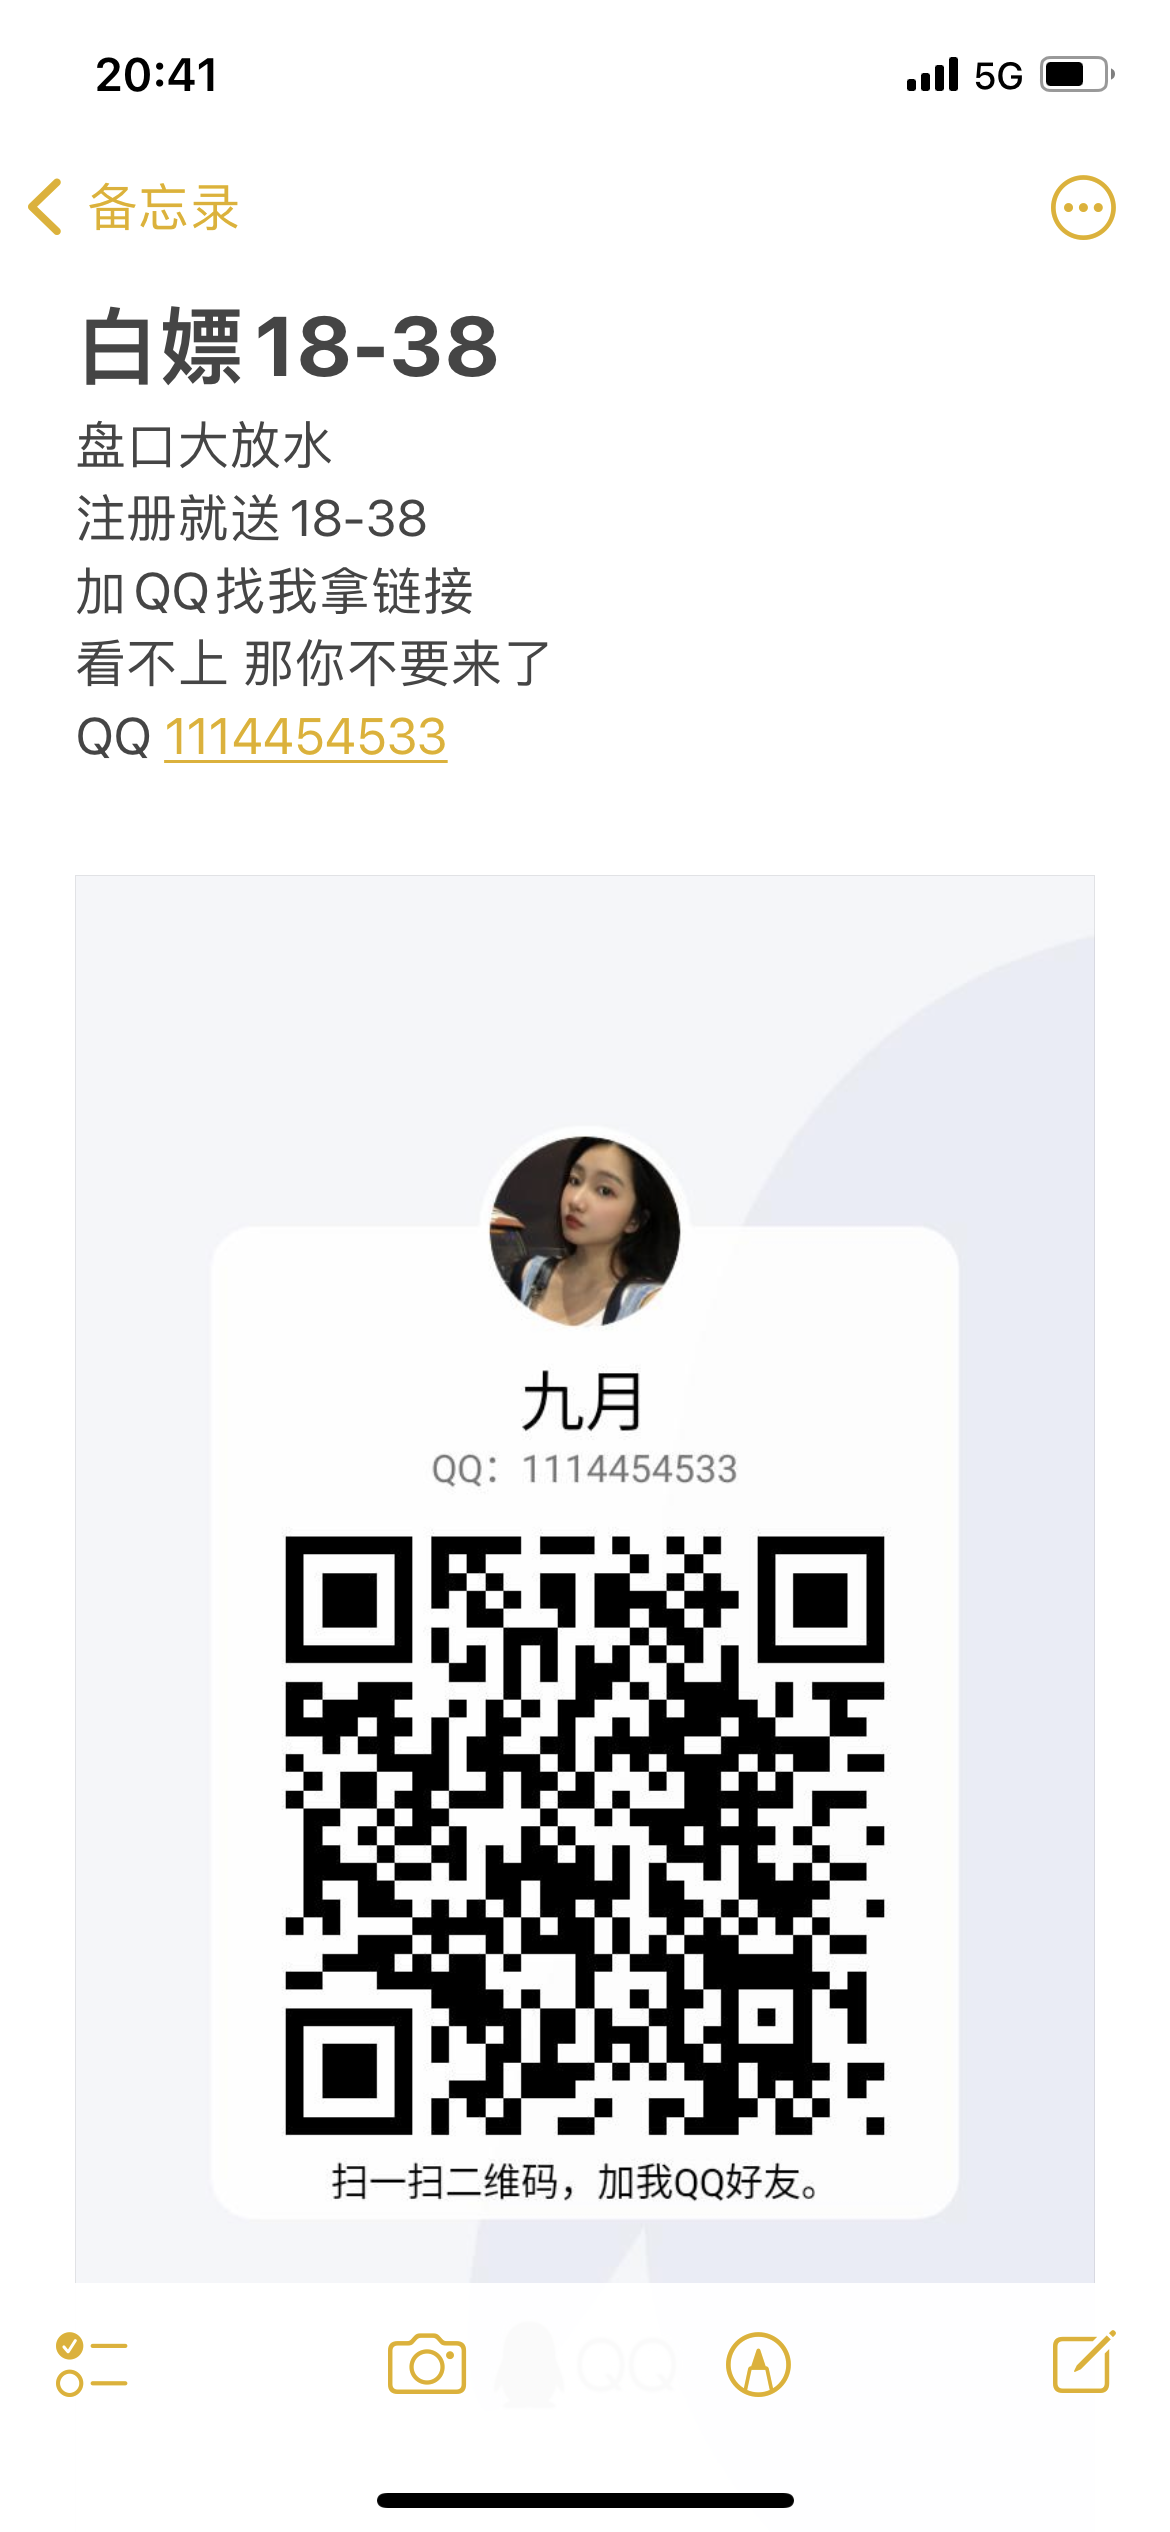 20:41
5G
备忘录
白嫖18-38
盘口大放水
注册就送18-38
加QQ找我拿链接
看不上 那你不要来了
QQ 1114454533
九月
QQ：1114454533
扫一扫二维码，加我QQ好友。
QQ